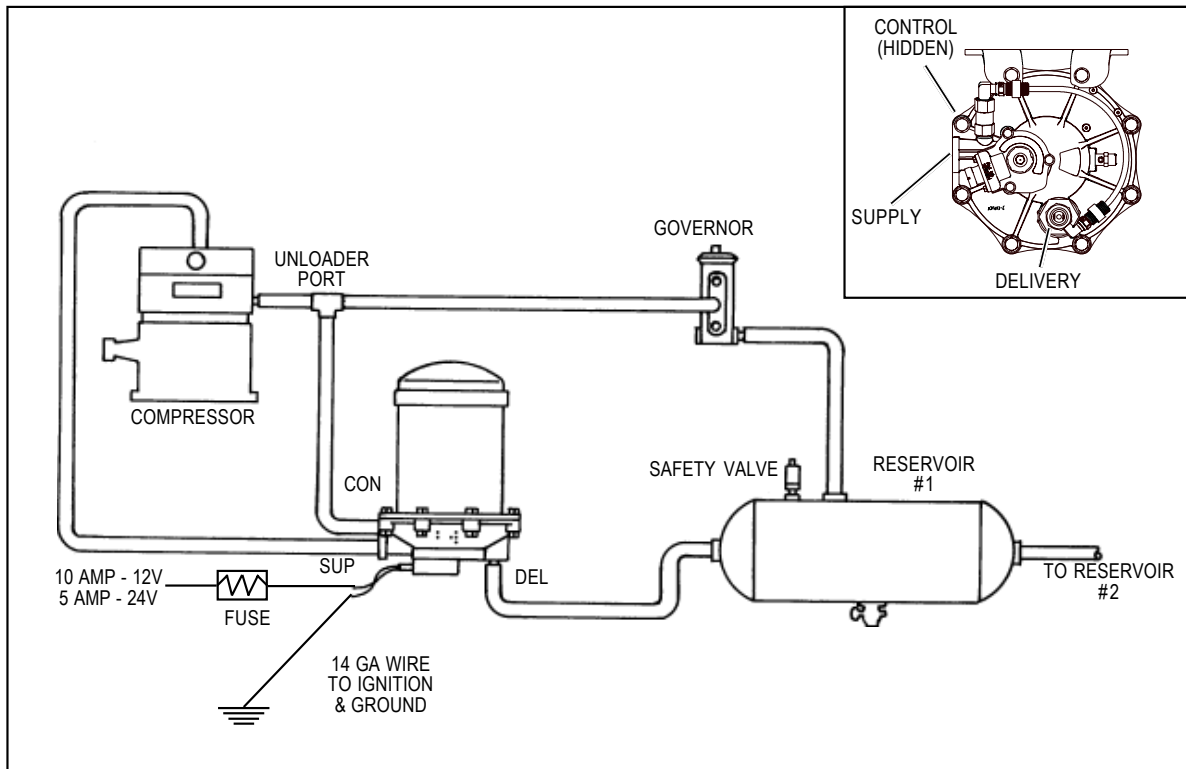 CONTROL
(HIDDEN)
SUPPLY
DELIVERY
GOVERNOR
UNLOADER
PORT
COMPRESSOR
CON
SAFETY VALVE
RESERVOIR
#1
SUP
DEL
10 AMP - 12V
5 AMP - 24V
FUSE
TO RESERVOIR
#2
14 GA WIRE
TO IGNITION
& GROUND